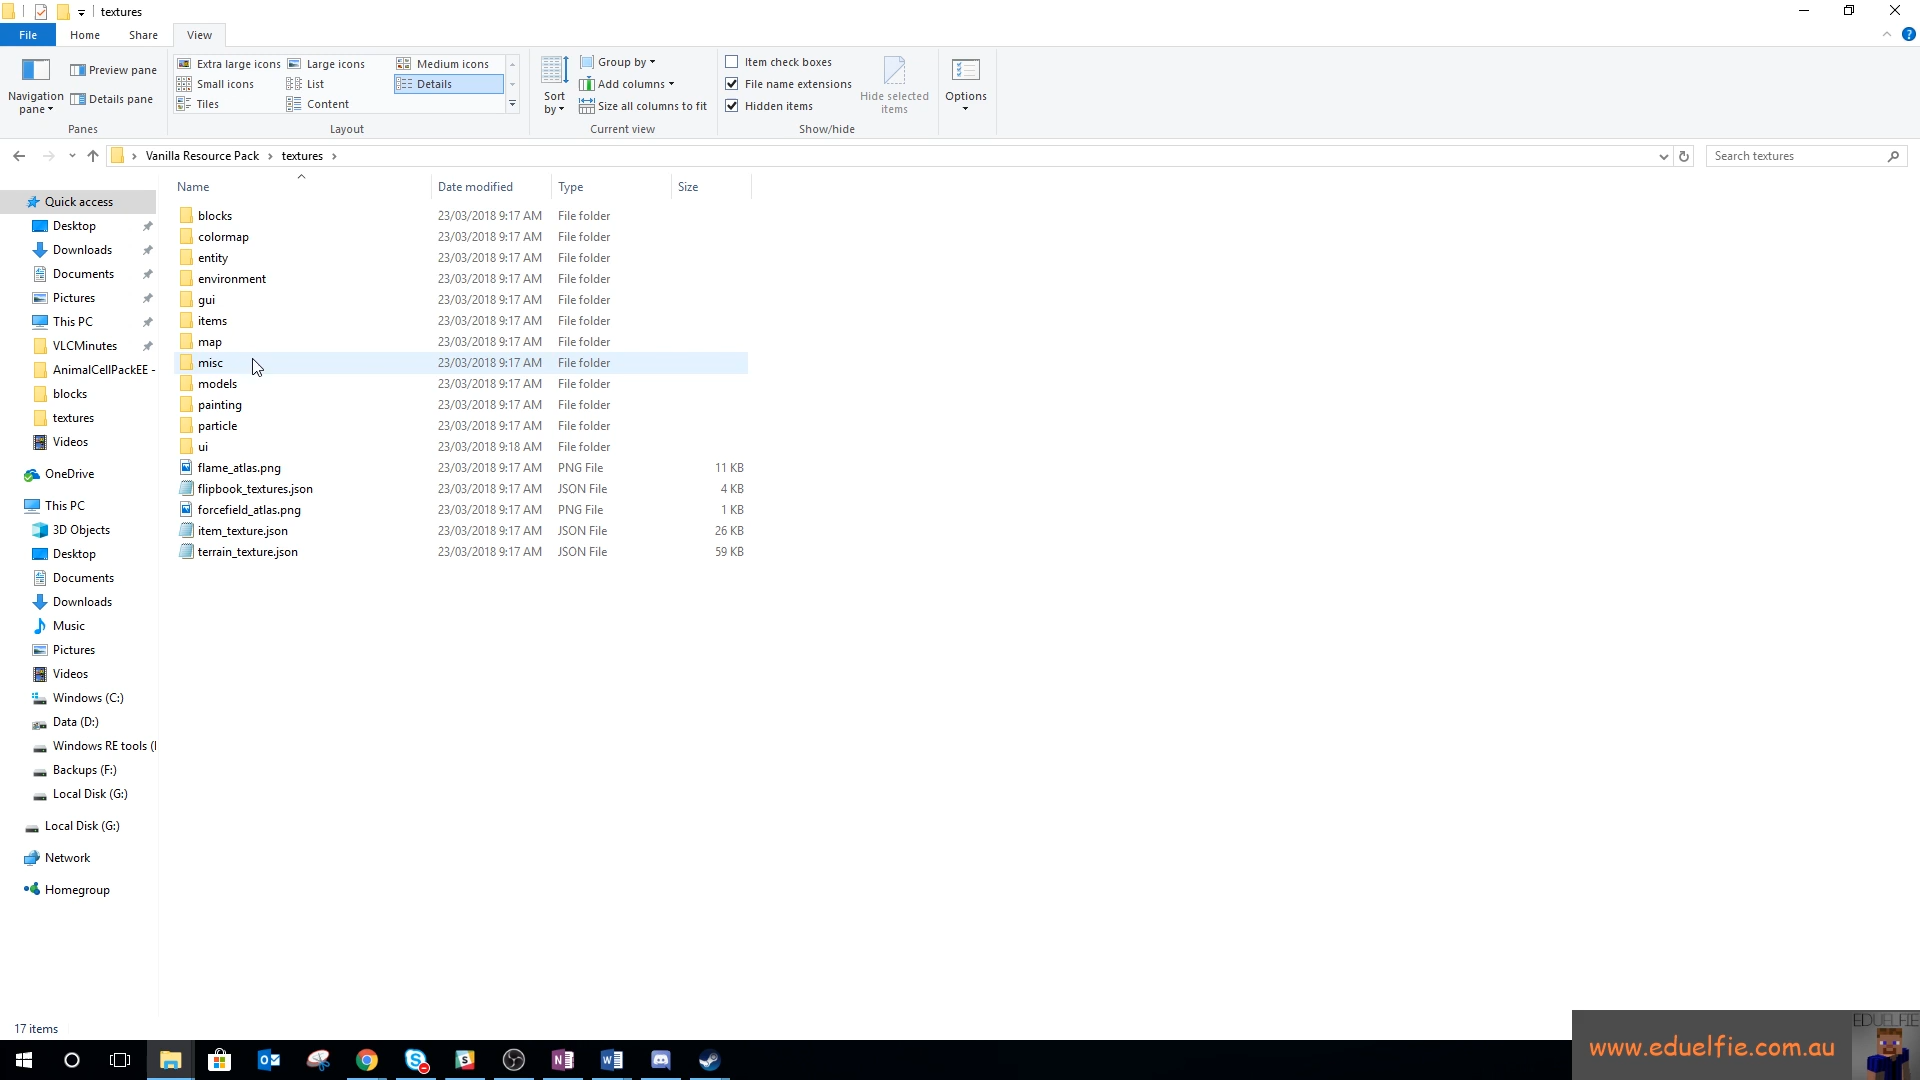 textures
File Home Share View
Navigation pane
Preview pane
Details pane
Panes
Extra large icons Large icons Medium icons
Small icons List Details
Tiles Content
Layout
Sort by
Group by
Add columns
Size all columns to fit
Current view
Item check boxes
File name extensions
Hidden items
Hide selected items
Show/hide
Options
Vanilla Resource Pack textures
Search textures
Name Date modified Type Size
Quick access
Desktop
Downloads
Documents
Pictures
This PC
VLCMinutes
AnimalCellPackEE -
blocks
textures
Videos
OneDrive
This PC
3D Objects
Desktop
Documents
Downloads
Music
Pictures
Videos
Windows (C:)
Data (D:)
Windows RE tools (
Backups (F:)
Local Disk (G:)
Local Disk (G:)
Network
Homegroup
blocks 23/03/2018 9:17 AM File folder
colormap 23/03/2018 9:17 AM File folder
entity 23/03/2018 9:17 AM File folder
environment 23/03/2018 9:17 AM File folder
gui 23/03/2018 9:17 AM File folder
items 23/03/2018 9:17 AM File folder
map 23/03/2018 9:17 AM File folder
misc 23/03/2018 9:17 AM File folder
models 23/03/2018 9:17 AM File folder
painting 23/03/2018 9:17 AM File folder
particle 23/03/2018 9:17 AM File folder
ui 23/03/2018 9:18 AM File folder
flame_atlas.png 23/03/2018 9:17 AM PNG File 11 KB
flipbook_textures.json 23/03/2018 9:17 AM JSON File 4 KB
forcefield_atlas.png 23/03/2018 9:17 AM PNG File 1 KB
item_texture.json 23/03/2018 9:17 AM JSON File 26 KB
terrain_texture.json 23/03/2018 9:17 AM JSON File 59 KB
17 items
www.eduelfie.com.au
EDUELFIE